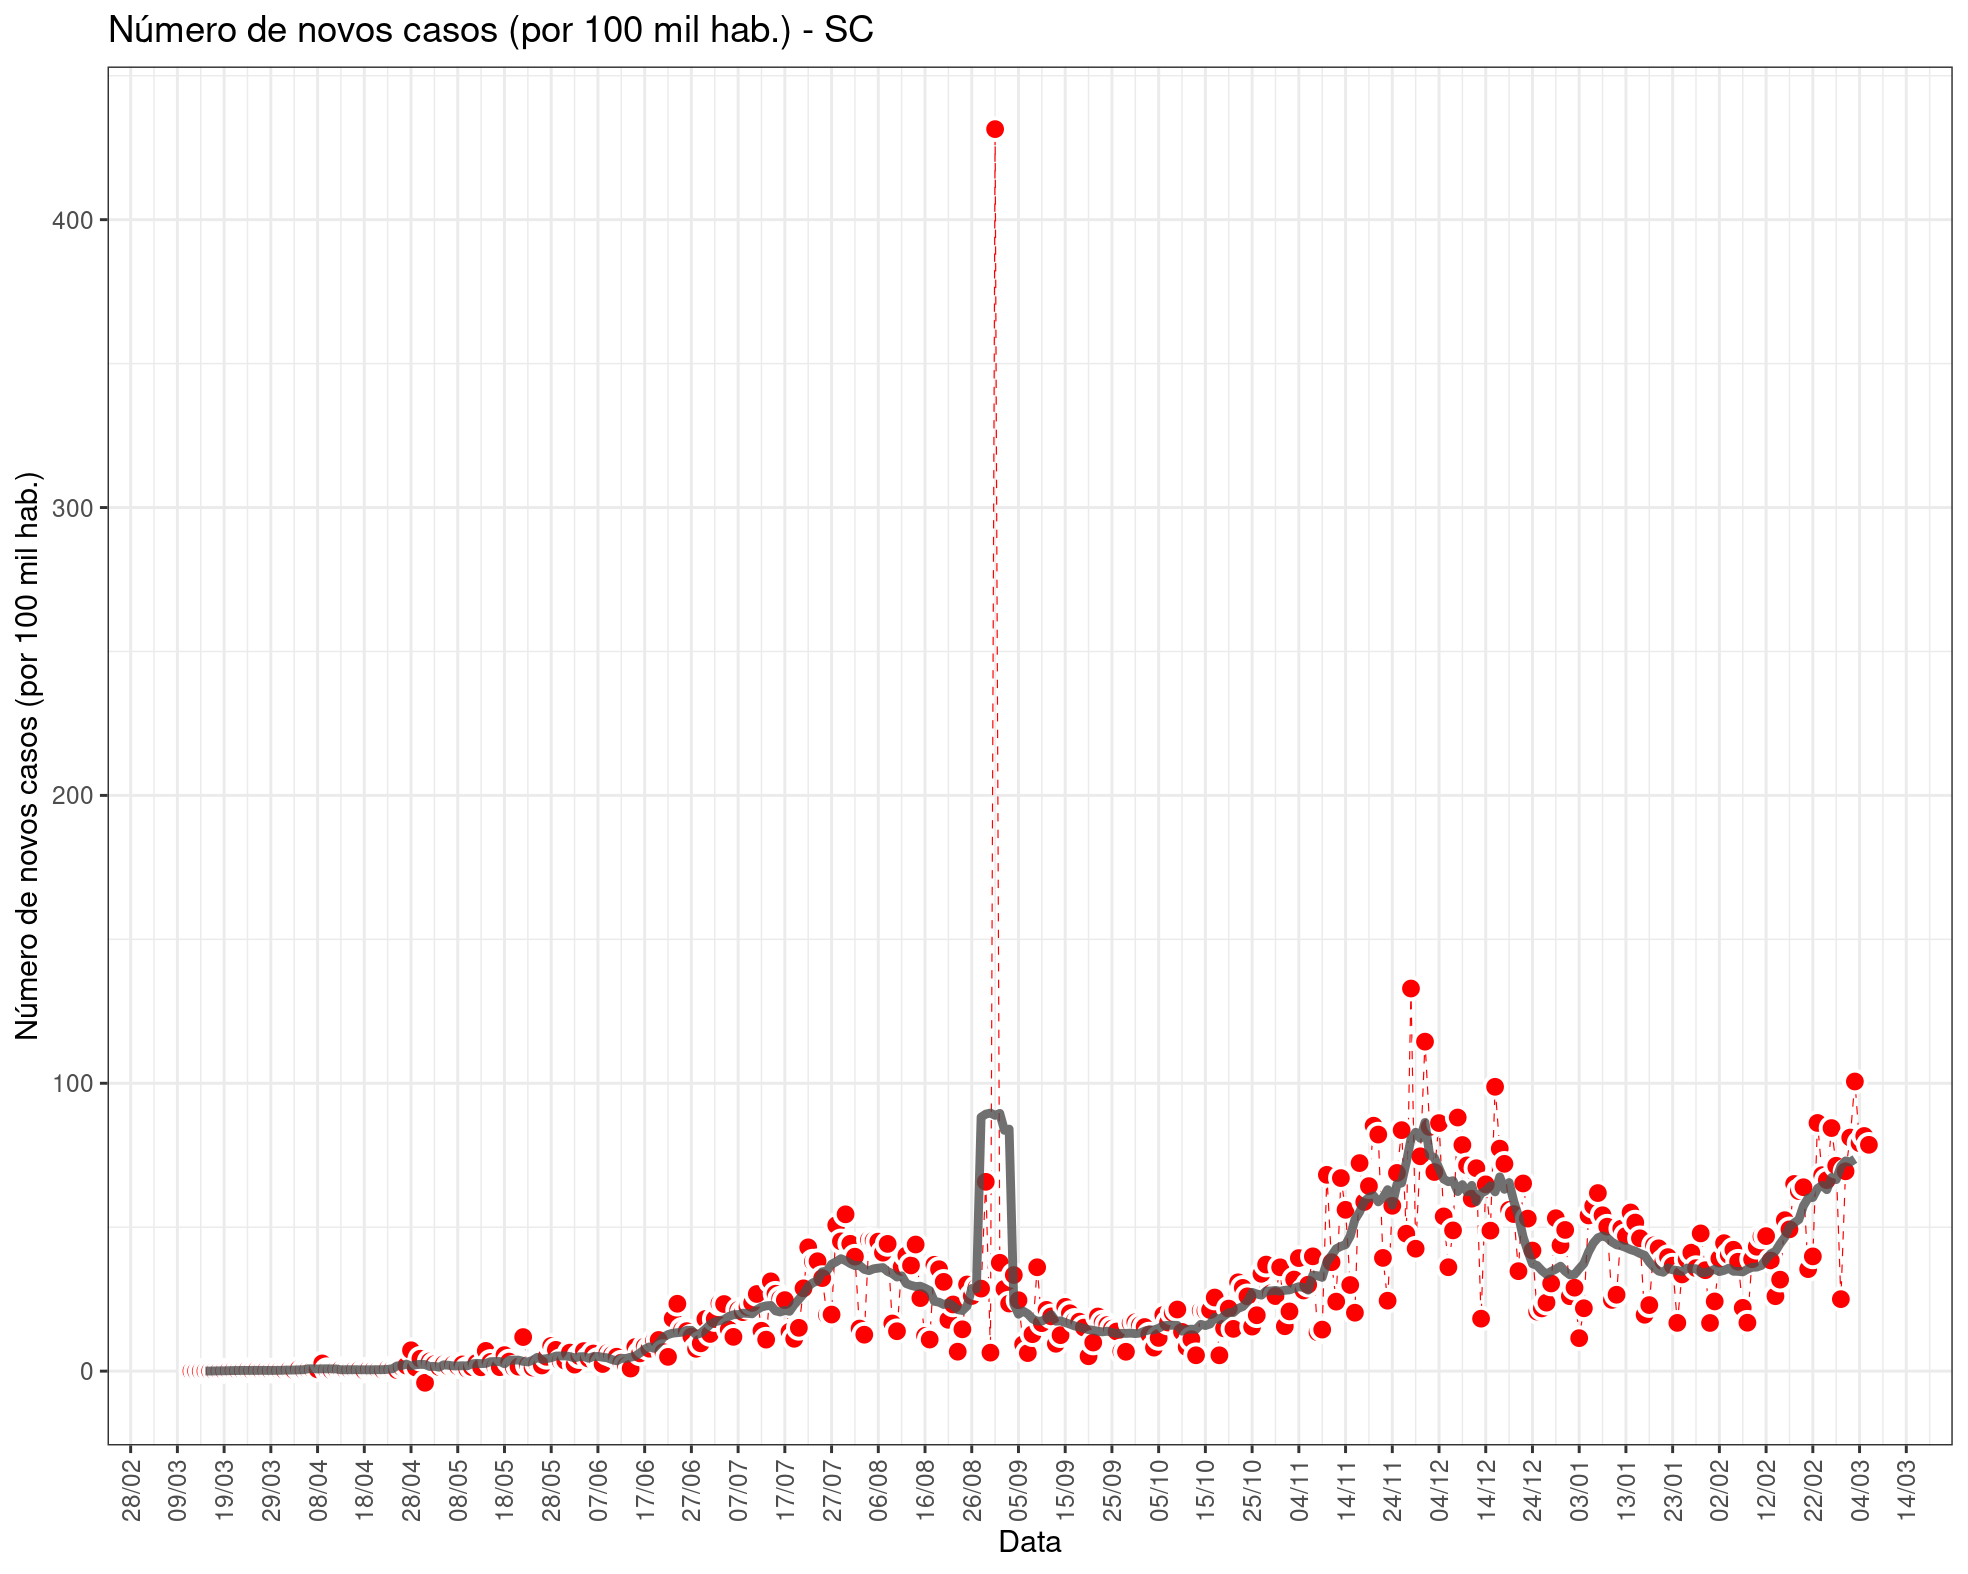 Número de novos casos (por 100 mil hab.) - SC
Número de novos casos (por 100 mil hab.)
400
300
200
100
0
28/02 09/03 19/03 29/03 08/04 18/04 28/04 08/05 18/05 28/05 07/06 17/06 27/06 07/07 17/07 27/07 06/08 16/08 26/08 05/09 15/09 25/09 05/10 15/10 25/10 04/11 14/11 24/11 04/12 14/12 24/12 03/01 13/01 23/01 02/02 12/02 22/02 04/03 14/03
Data